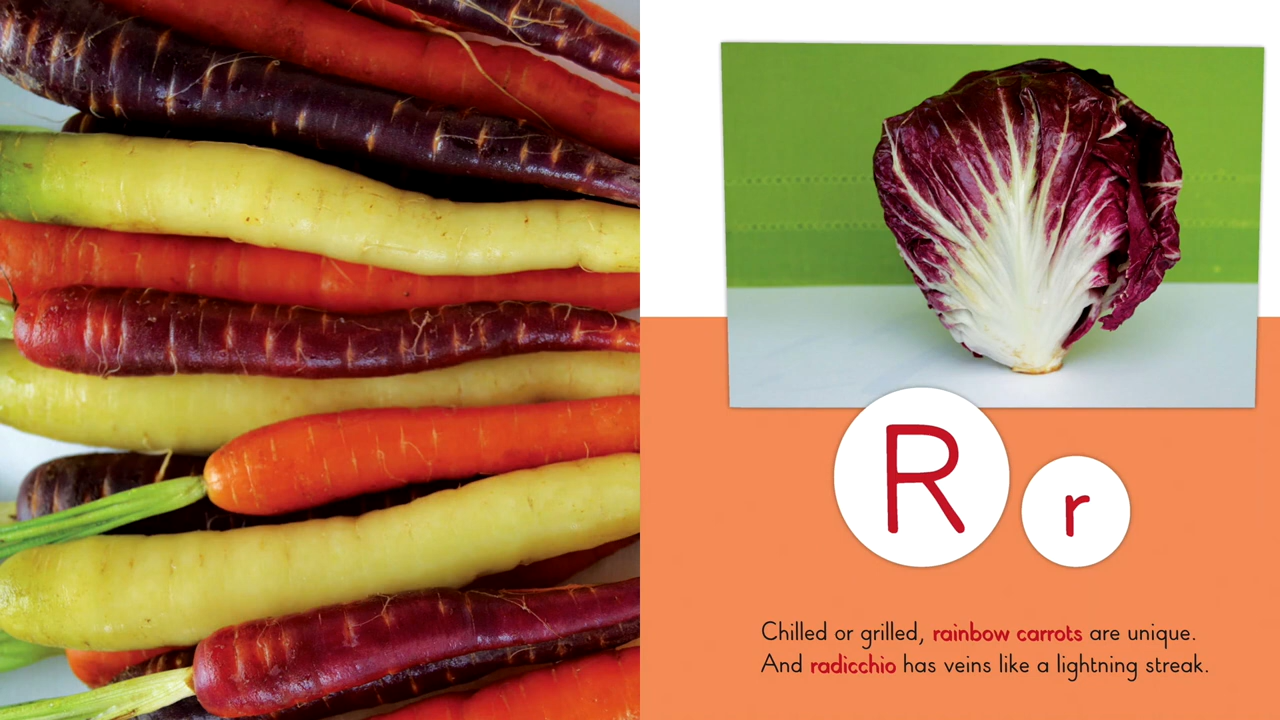 R r
Chilled or grilled, rainbow carrots are unique.
And radicchio has veins like a lightning streak.